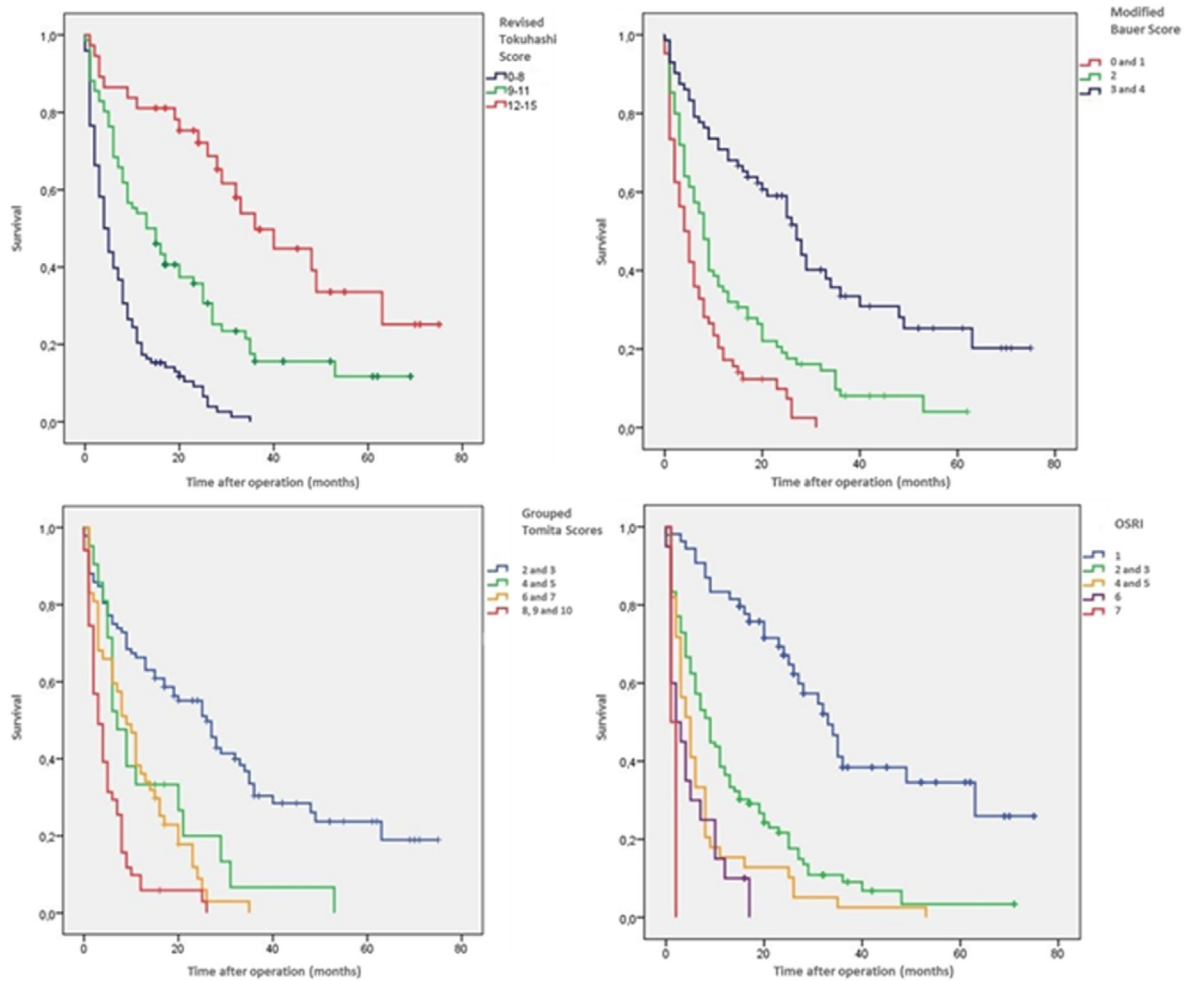 Revised
Tokuhashi
Score
0-8
9-11
12-15
1,0
0,8
0,6
0,4
0,2
0,0
Survival
0 20 40 60 80
Time after operation (months)
Modified
Bauer Score
0 and 1
2
3 and 4
1,0
0,8
0,6
0,4
0,2
0,0
Survival
0 20 40 60 80
Time after operation (months)
Grouped
Tomita Scores
2 and 3
4 and 5
6 and 7
8, 9 and 10
1,0
0,8
0,6
0,4
0,2
0,0
Survival
0 20 40 60 80
Time after operation (months)
OSRI
1
2 and 3
4 and 5
6
7
1,0
0,8
0,6
0,4
0,2
0,0
Survival
0 20 40 60 80
Time after operation (months)